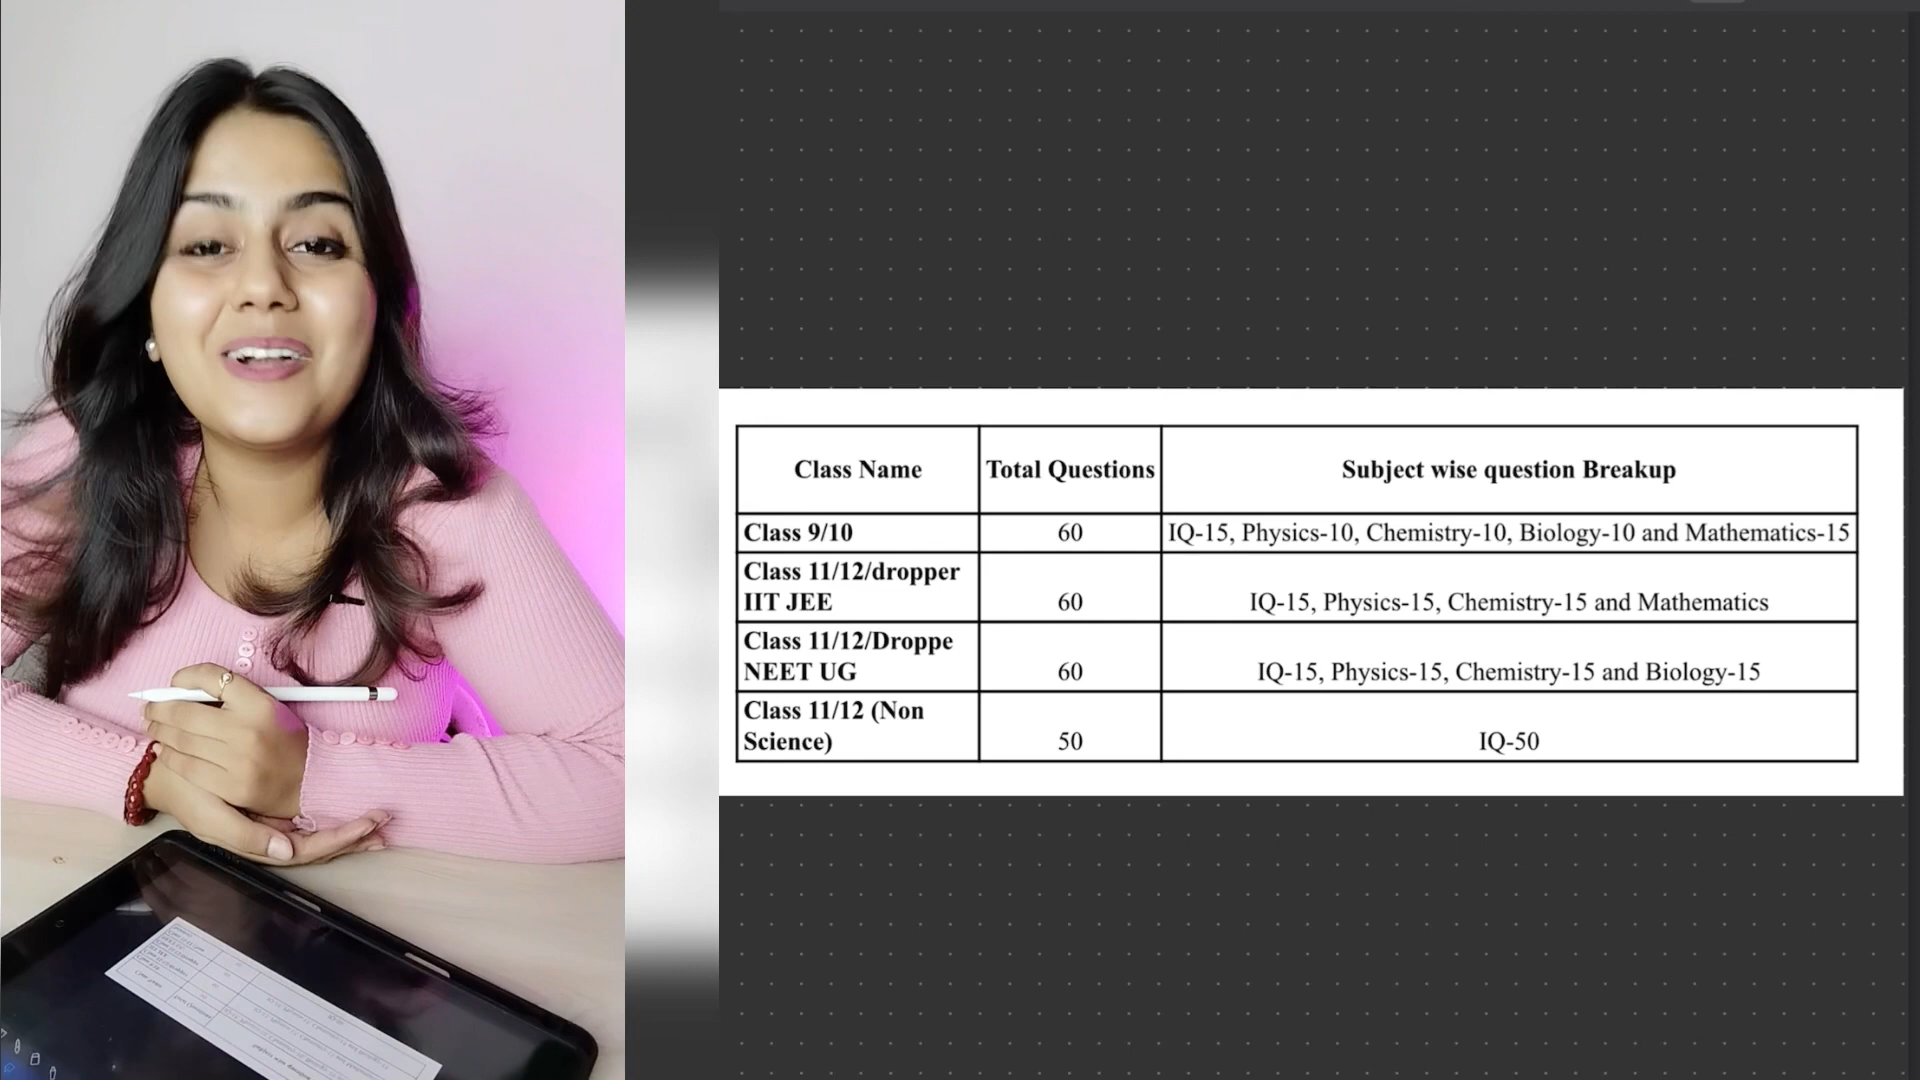 Class Name Total Questions Subject wise question Breakup
Class 9/10 60 IQ-15, Physics-10, Chemistry-10, Biology-10 and Mathematics-15
Class 11/12/dropper
IIT JEE 60 IQ-15, Physics-15, Chemistry-15 and Mathematics
Class 11/12/Droppe
NEET UG 60 IQ-15, Physics-15, Chemistry-15 and Biology-15
Class 11/12 (Non
Science) 50 IQ-50